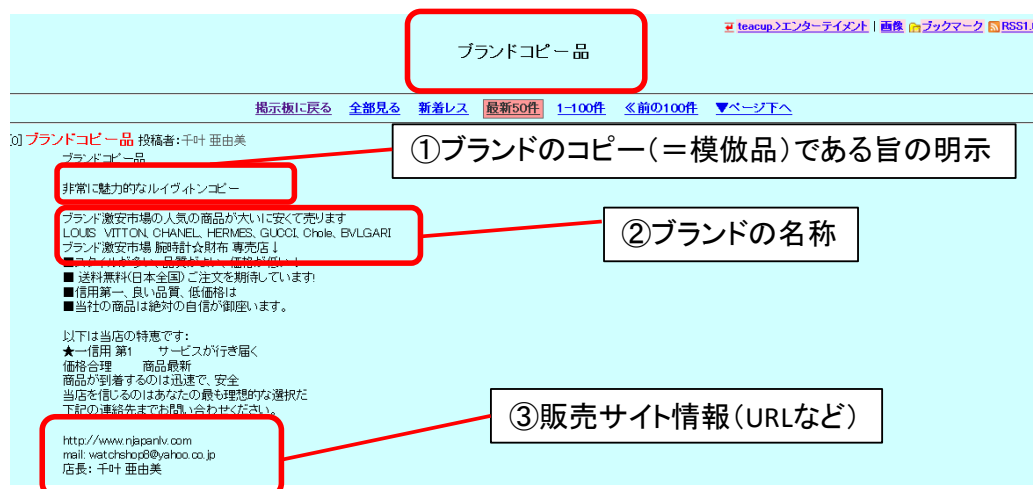 teacup.>エンターテイメント | 画像 ブックマーク RSS1.
ブランドコピー品
掲示板に戻る 全部見る 新着レス 最新50件 1-100件 ≪前の100件 ▼ページ下へ
[0] ブランドコピー品 投稿者:千叶 亜由美
ブランドコピー品
①ブランドのコピー(=模倣品)である旨の明示
非常に魅力的なルイヴィトンコピー
ブランド激安市場の人気の商品が大いに安くて売ります
LOUIS VITTON, CHANEL, HERMES, GUCCI, Chole, BVLGARI
②ブランドの名称
ブランド激安市場 腕時計☆財布 専売店↓
■スタイルが多い、品質がよい、価格が低い!
■ 送料無料(日本全国) ご注文を期待しています!
■信用第一、良い品質、低価格は
■当社の商品は絶対の自信が御座います。
以下は当店の特恵です:
★一信用 第1 サービスが行き届く
価格合理 商品最新
商品が到着するのは迅速で、安全
当店を信じるのはあなたの最も理想的な選択だ
下記の連絡先までお問い合わせください。
③販売サイト情報(URLなど)
http://www.njapanlv.com
mail: watchshop8@yahoo.co.jp
店長: 千叶 亜由美